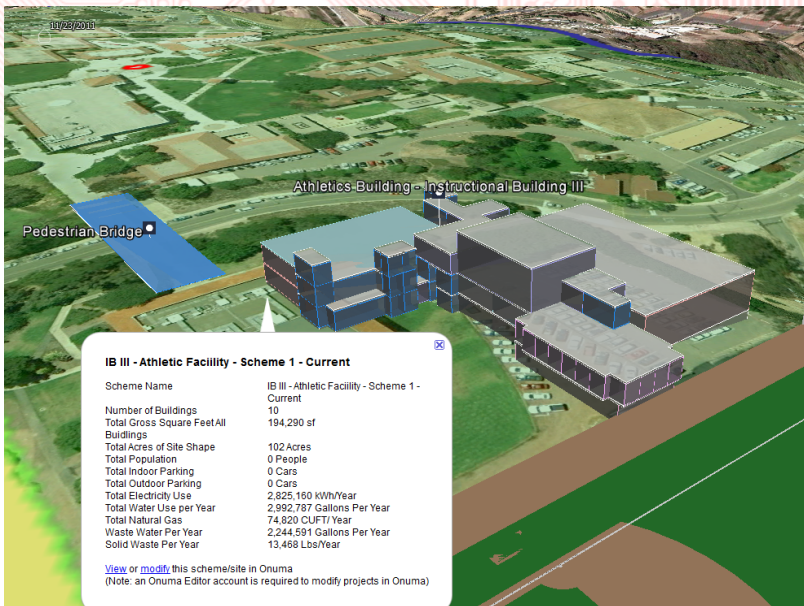 11/23/2011
Athletics Building - Instructional Building III
Pedestrian Bridge
IB III - Athletic Faciility - Scheme 1 - Current
Scheme Name IB III - Athletic Faciility - Scheme 1 -
Current
Number of Buildings 10
Total Gross Square Feet All 194,290 sf
Buidlings
Total Acres of Site Shape 102 Acres
Total Population 0 People
Total Indoor Parking 0 Cars
Total Outdoor Parking 0 Cars
Total Electricity Use 2,825,160 kWh/Year
Total Water Use per Year 2,992,787 Gallons Per Year
Total Natural Gas 74,820 CUFT/ Year
Waste Water Per Year 2,244,591 Gallons Per Year
Solid Waste Per Year 13,468 Lbs/Year
View or modify this scheme/site in Onuma
(Note: an Onuma Editor account is required to modify projects in Onuma)